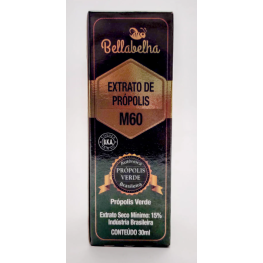 Bellabelha
EXTRATO DE
PRÓPOLIS
M60
B.K.A.
PRÓPOLIS
VERDE
Própolis Verde
Extrato Seco Mínimo: 15%
Indústria Brasileira
CONTEÚDO 30ml